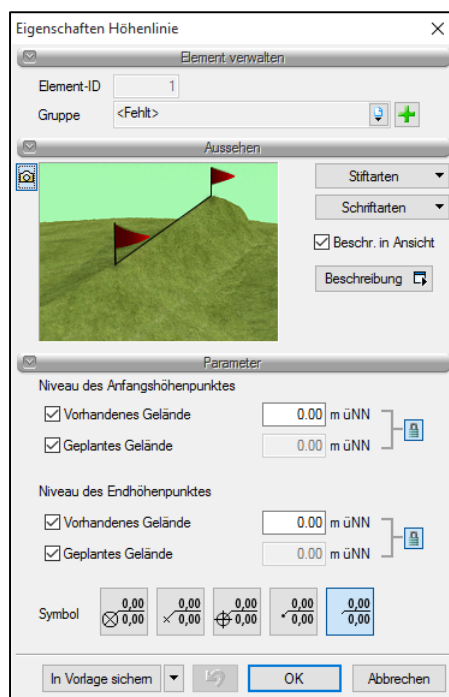 Eigenschaften Höhenlinie
Element verwalten
Element-ID 1
Gruppe <Fehlt>
Aussehen
Stiftarten
Schriftarten
Beschr. in Ansicht
Beschreibung
Parameter
Niveau des Anfangshöhenpunktes
Vorhandenes Gelände 0.00 m üNN
Geplantes Gelände 0.00 m üNN
Niveau des Endhöhenpunktes
Vorhandenes Gelände 0.00 m üNN
Geplantes Gelände 0.00 m üNN
0,00 0,00 0,00 0,00 0,00
Symbol
0,00 0,00 0,00 0,00 0,00
In Vorlage sichern OK Abbrechen